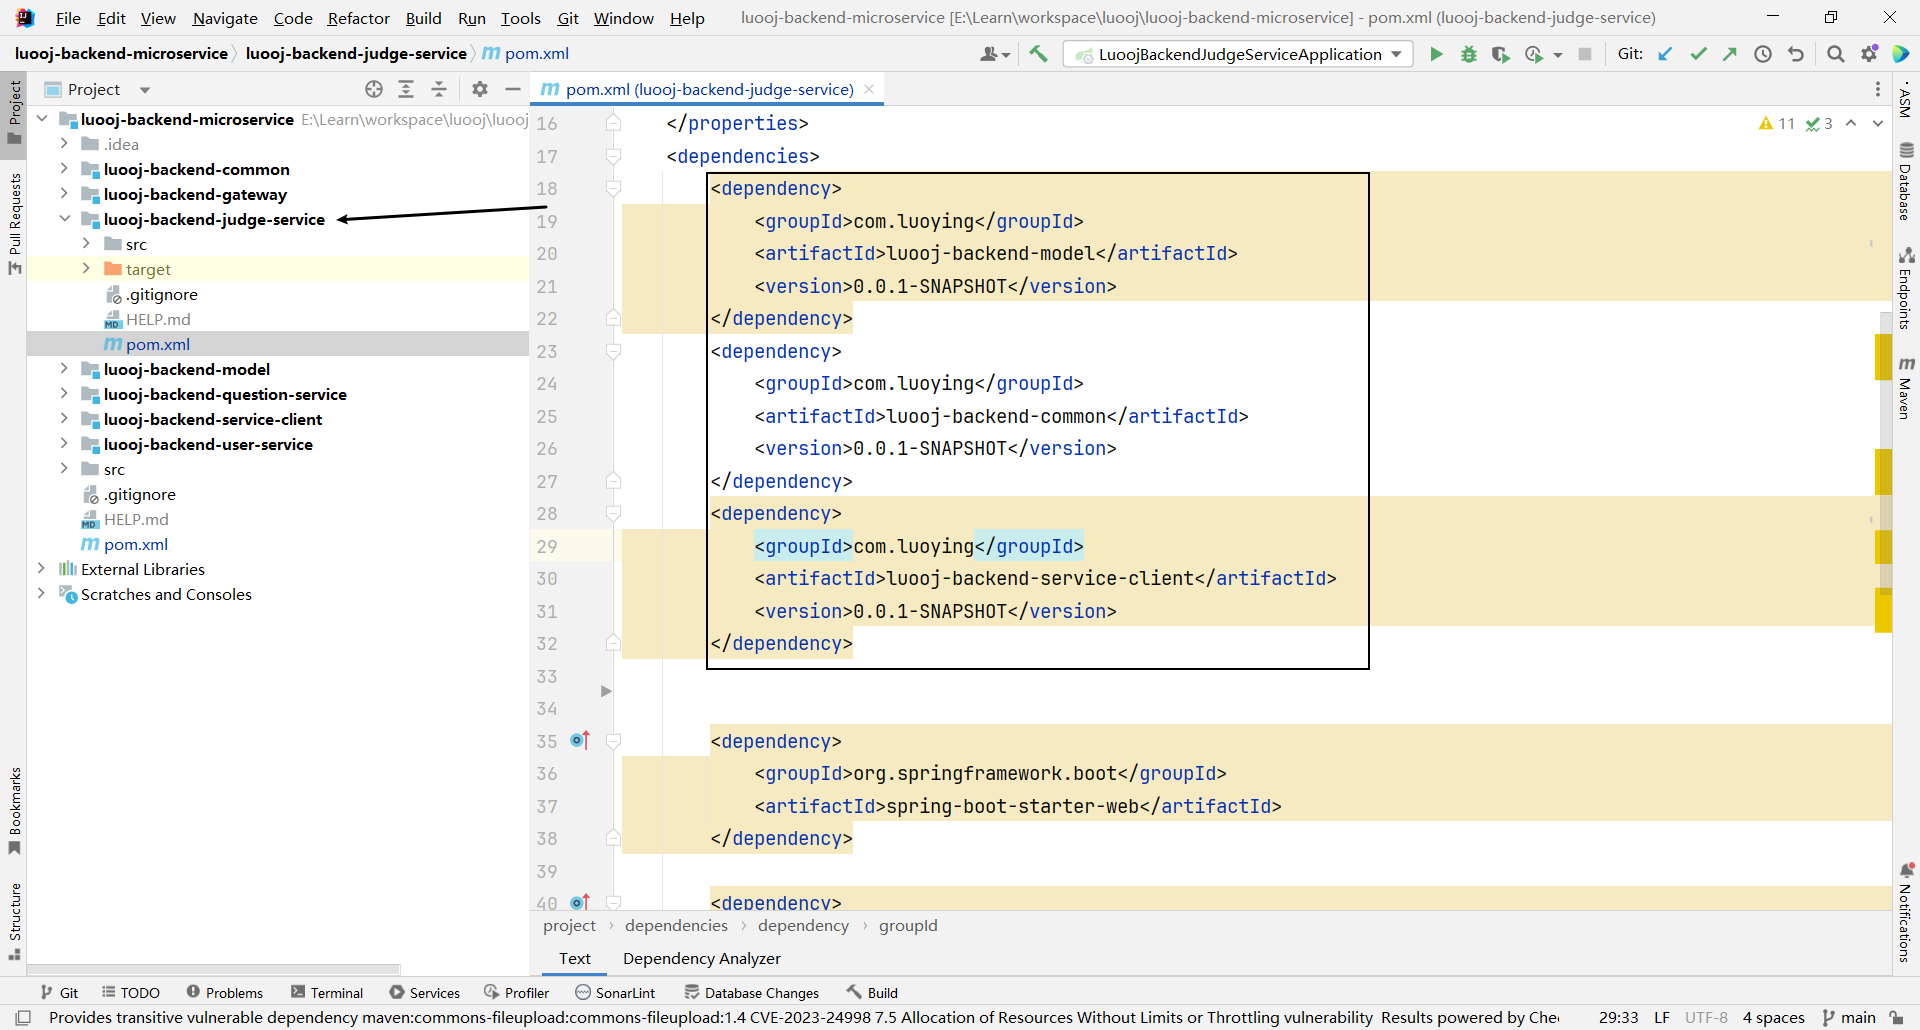 File Edit View Navigate Code Refactor Build Run Tools Git Window Help luooj-backend-microservice [E:\Learn\workspace\luooj\luooj-backend-microservice] - pom.xml (luooj-backend-judge-service)
luooj-backend-microservice luooj-backend-judge-service pom.xml LuoojBackendJudgeServiceApplication Git:
Project
pom.xml (luooj-backend-judge-service)
luooj-backend-microservice E:\Learn\workspace\luooj\luooj
.idea
luooj-backend-common
luooj-backend-gateway
luooj-backend-judge-service
src
target
.gitignore
HELP.md
pom.xml
luooj-backend-model
luooj-backend-question-service
luooj-backend-service-client
luooj-backend-user-service
src
.gitignore
HELP.md
pom.xml
External Libraries
Scratches and Consoles
Project
Pull Requests
Bookmarks
Structure
11 3
16 </properties>
17 <dependencies>
18 <dependency>
19 <groupId>com.luoying</groupId>
20 <artifactId>luooj-backend-model</artifactId>
21 <version>0.0.1-SNAPSHOT</version>
22 </dependency>
23 <dependency>
24 <groupId>com.luoying</groupId>
25 <artifactId>luooj-backend-common</artifactId>
26 <version>0.0.1-SNAPSHOT</version>
27 </dependency>
28 <dependency>
29 <groupId>com.luoying</groupId>
30 <artifactId>luooj-backend-service-client</artifactId>
31 <version>0.0.1-SNAPSHOT</version>
32 </dependency>
33
34
35 <dependency>
36 <groupId>org.springframework.boot</groupId>
37 <artifactId>spring-boot-starter-web</artifactId>
38 </dependency>
39
40 <dependency>
project dependencies dependency groupId
Text Dependency Analyzer
ASM
Database
Endpoints
Maven
Notifications
Git TODO Problems Terminal Services Profiler SonarLint Database Changes Build
Provides transitive vulnerable dependency maven:commons-fileupload:commons-fileupload:1.4 CVE-2023-24998 7.5 Allocation of Resources Without Limits or Throttling vulnerability Results powered by Che 29:33 LF UTF-8 4 spaces main